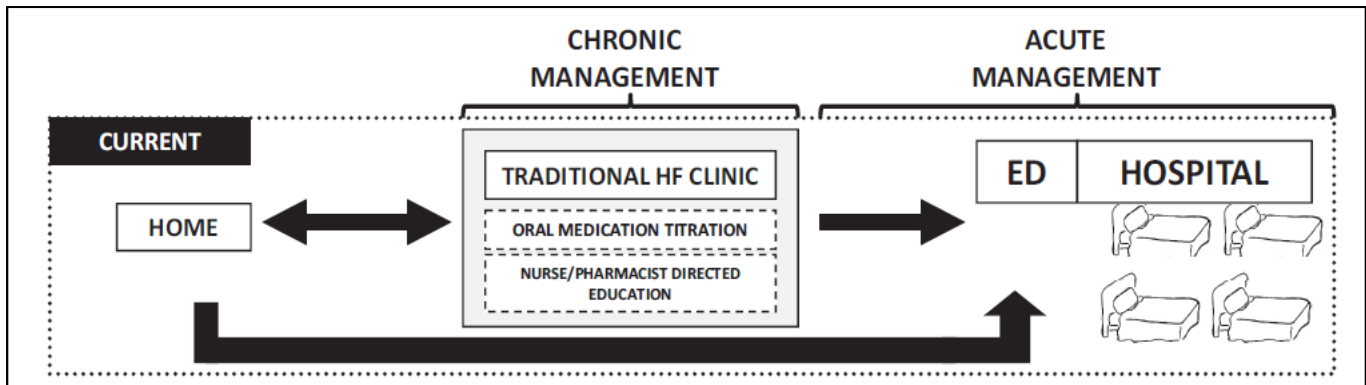 CHRONIC
MANAGEMENT
ACUTE
MANAGEMENT
CURRENT
HOME
TRADITIONAL HF CLINIC
ORAL MEDICATION TITRATION
NURSE/PHARMACIST DIRECTED
EDUCATION
ED
HOSPITAL